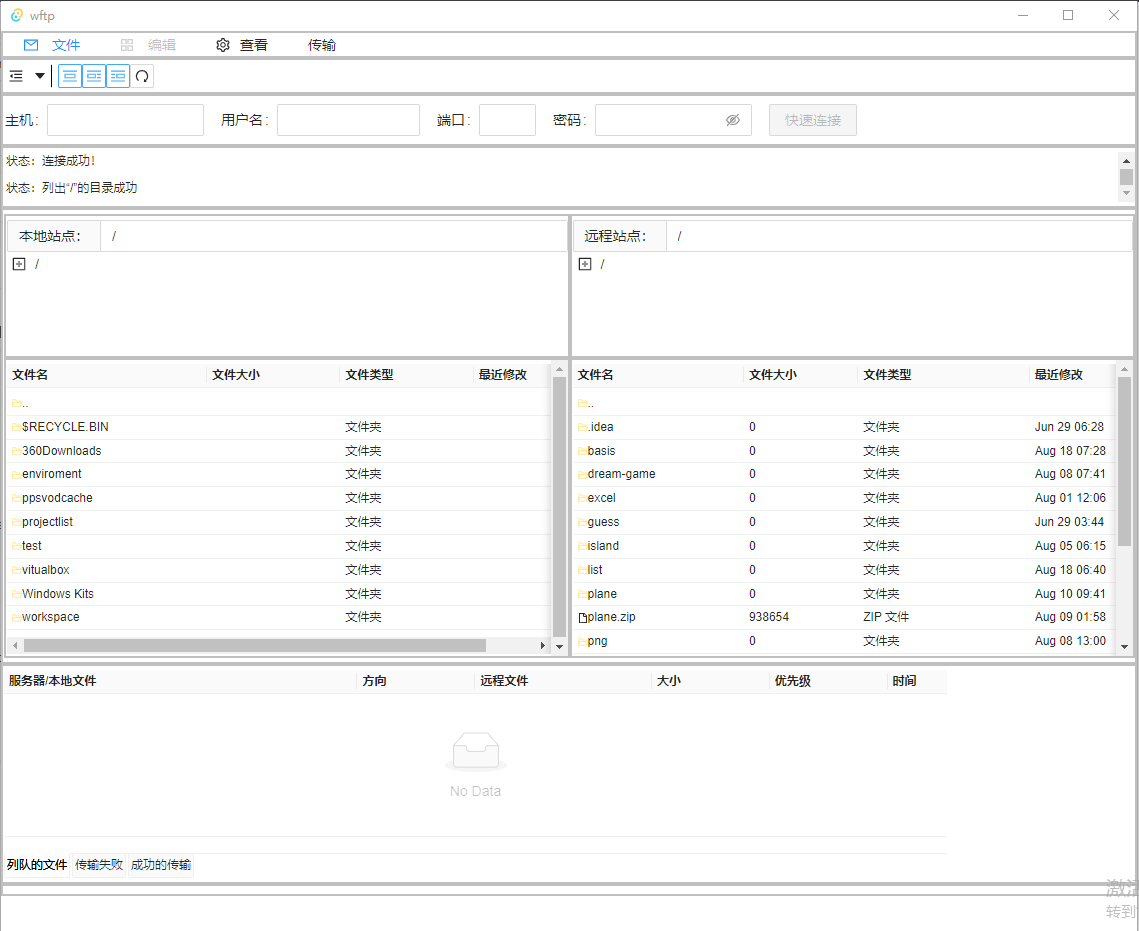 wftp
文件 编辑 查看 传输
主机: 用户名: 端口: 密码: 快速连接
状态：连接成功！
状态：列出“/”的目录成功
本地站点： /
/
远程站点： /
/
文件名 文件大小 文件类型 最近修改
..
$RECYCLE.BIN 文件夹
360Downloads 文件夹
enviroment 文件夹
ppsvodcache 文件夹
projectlist 文件夹
test 文件夹
vitualbox 文件夹
Windows Kits 文件夹
workspace 文件夹
文件名 文件大小 文件类型 最近修改
..
.idea 0 文件夹 Jun 29 06:28
basis 0 文件夹 Aug 18 07:28
dream-game 0 文件夹 Aug 08 07:41
excel 0 文件夹 Aug 01 12:06
guess 0 文件夹 Jun 29 03:44
island 0 文件夹 Aug 05 06:15
list 0 文件夹 Aug 18 06:40
plane 0 文件夹 Aug 10 09:41
plane.zip 938654 ZIP 文件 Aug 09 01:58
png 0 文件夹 Aug 08 13:00
服务器/本地文件 方向 远程文件 大小 优先级 时间
No Data
列队的文件 传输失败 成功的传输
激
转到